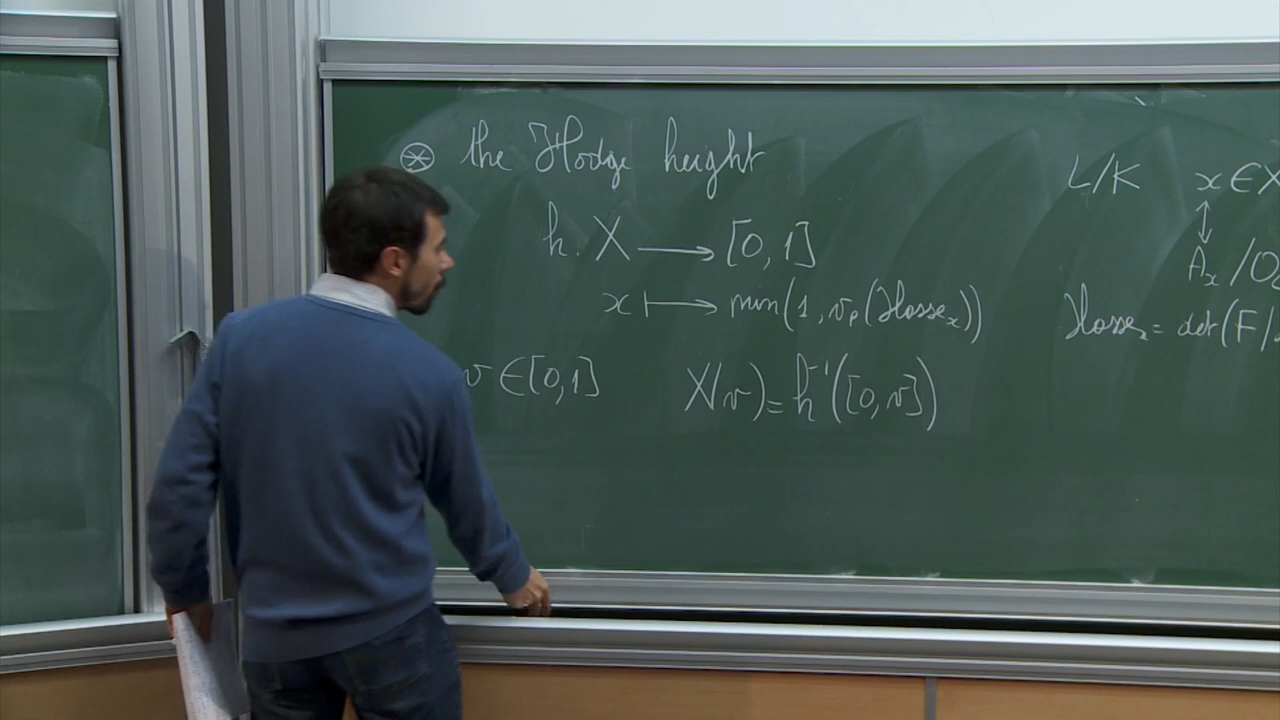 ⊛ the Hodge height
h : X ⟶ [0,1]
x ⟼ min(1, v_p(Hasse_x))
v ∈ [0,1] X(v) = h⁻¹([0,v])
L/K x ∈ X
↕
A_x / O
Hasse_x = det(F/